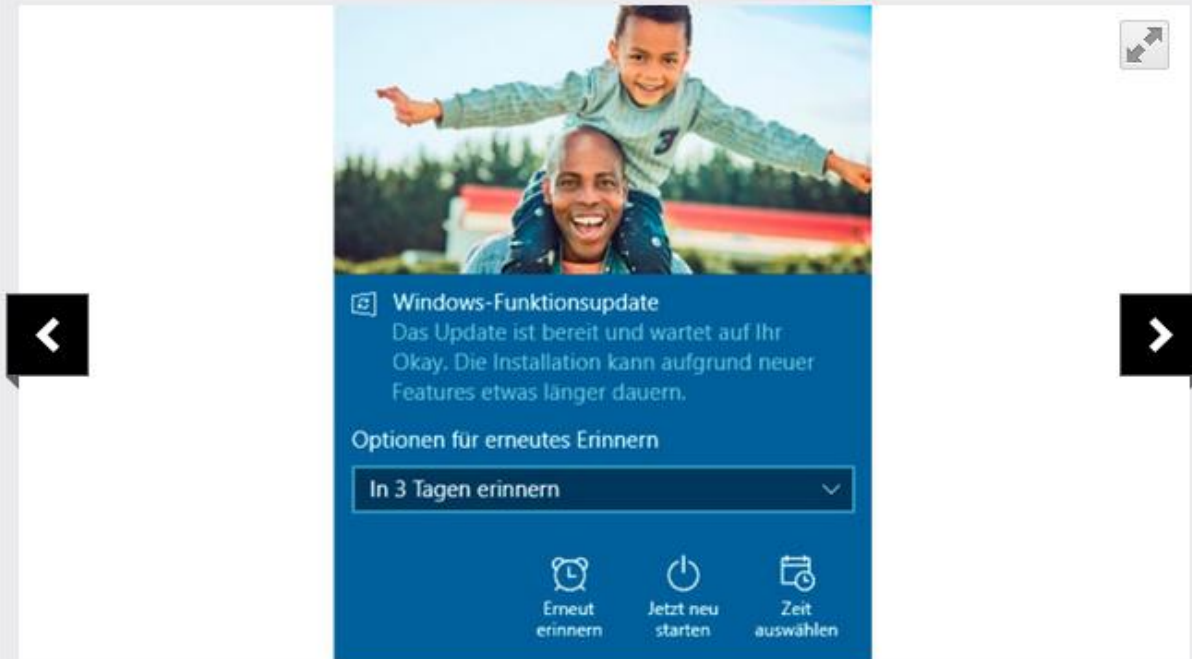 Windows-Funktionsupdate
Das Update ist bereit und wartet auf Ihr
Okay. Die Installation kann aufgrund neuer
Features etwas länger dauern.
Optionen für erneutes Erinnern
In 3 Tagen erinnern
Erneut
erinnern
Jetzt neu
starten
Zeit
auswählen